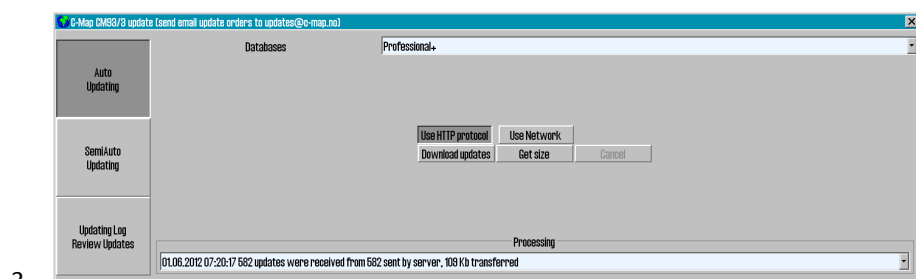 C-Map CM93/3 update (send email update orders to updates@c-map.no)
Databases
Professional+
Auto
Updating
Use HTTP protocol
Use Network
SemiAuto
Updating
Download updates
Get size
Cancel
Updating Log
Review Updates
Processing
01.06.2012 07:20:17 582 updates were received from 582 sent by server, 109 Kb transferred